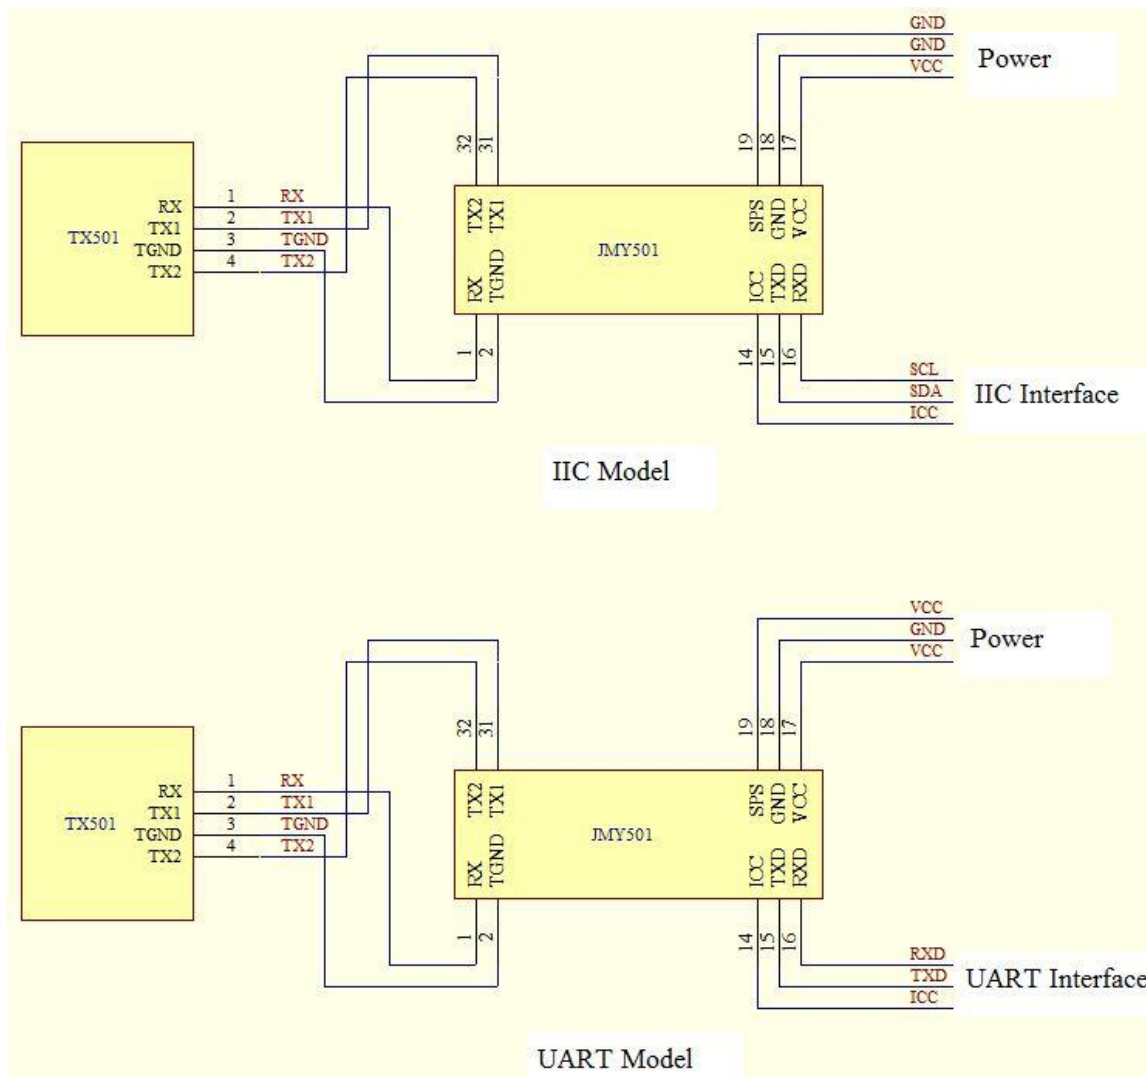 GND
GND
VCC
Power
19
18
17
32
31
TX501
RX
TX1
TGND
TX2
1
2
3
4
RX
TX1
TGND
TX2
TX2
TX1
SPS
GND
VCC
JMY501
RX
TGND
ICC
TXD
RXD
1
2
14
15
16
SCL
SDA
ICC
IIC Interface
IIC Model
VCC
GND
VCC
Power
19
18
17
32
31
TX501
RX
TX1
TGND
TX2
1
2
3
4
RX
TX1
TGND
TX2
TX2
TX1
SPS
GND
VCC
JMY501
RX
TGND
ICC
TXD
RXD
1
2
14
15
16
RXD
TXD
ICC
UART Interface
UART Model